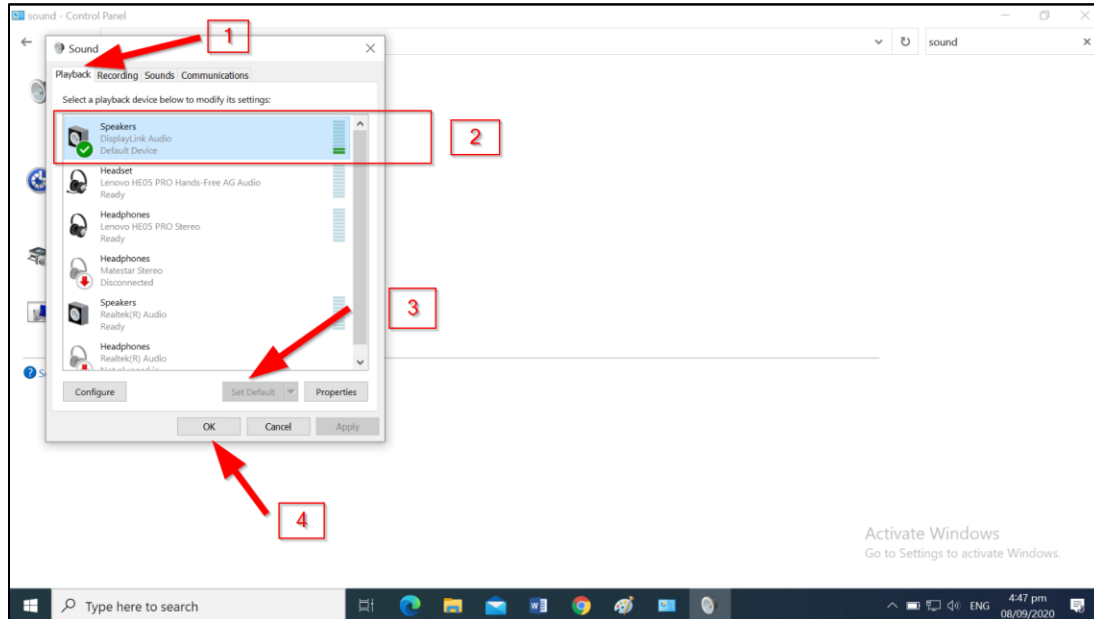 sound - Control Panel
1
sound
Sound
Playback Recording Sounds Communications
Select a playback device below to modify its settings:
Speakers
DisplayLink Audio
Default Device
2
Headset
Lenovo HE05 PRO Hands-Free AG Audio
Ready
Headphones
Lenovo HE05 PRO Stereo
Ready
Headphones
Matestar Stereo
Disconnected
Speakers
Realtek(R) Audio
Ready
3
Headphones
Realtek(R) Audio
Configure Set Default Properties
OK Cancel Apply
4
Activate Windows
Go to Settings to activate Windows.
Type here to search
ENG
4:47 pm
08/09/2020